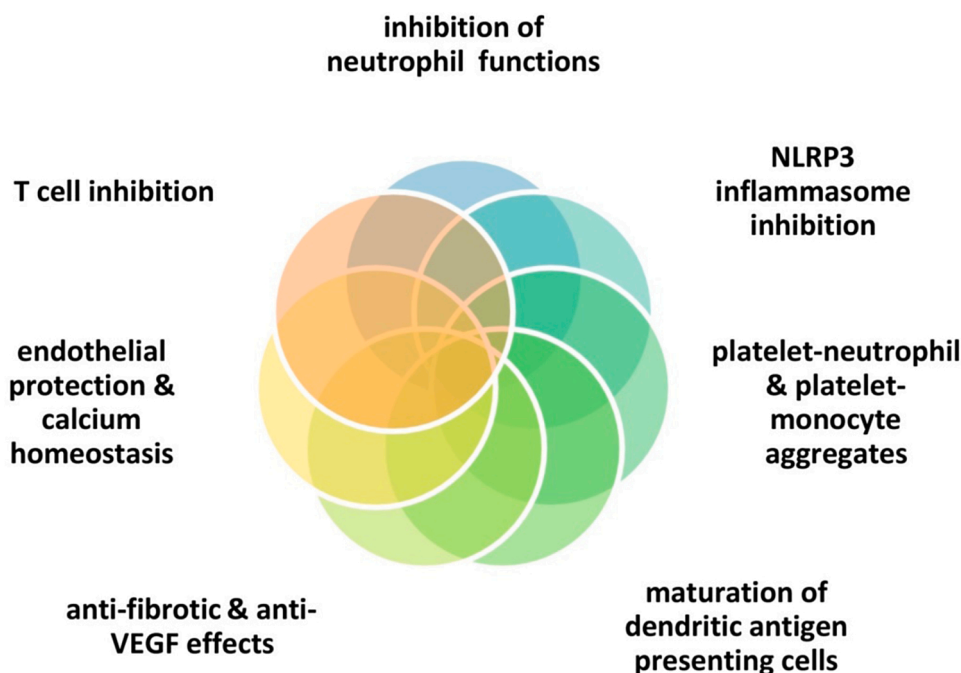 inhibition of
neutrophil functions
NLRP3
inflammasome
inhibition
T cell inhibition
platelet-neutrophil
& platelet-
monocyte
aggregates
endothelial
protection &
calcium
homeostasis
maturation of
dendritic antigen
presenting cells
anti-fibrotic & anti-
VEGF effects